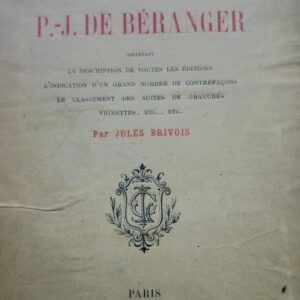 P.-J. DE BÉRANGER
CONTENANT
LA DESCRIPTION DE TOUTES LES ÉDITIONS
L'INDICATION D'UN GRAND NOMBRE DE CONTREFAÇONS
LE CLASSEMENT DES SUITES DE GRAVURES
VIGNETTES, ETC., ETC.
Par JULES BRIVOIS
PARIS